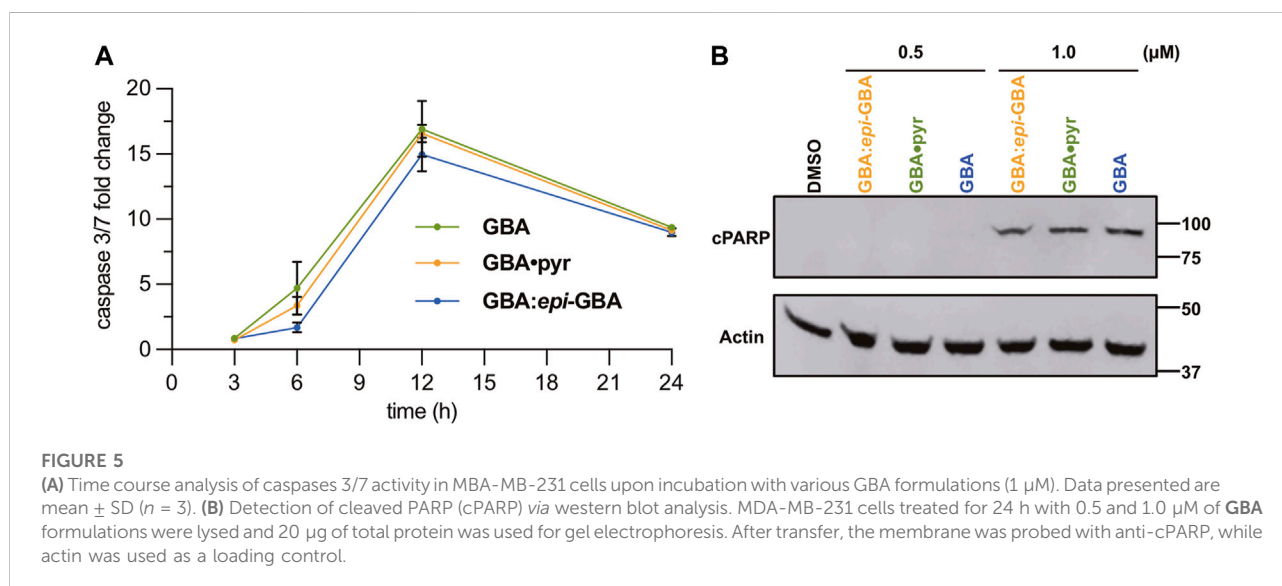 A
caspase 3/7 fold change
20
15
10
5
0
0 3 6 9 12 15 18 21 24
time (h)
GBA
GBA•pyr
GBA:epi-GBA
B
0.5 1.0 (µM)
DMSO
GBA:epi-GBA
GBA•pyr
GBA
GBA:epi-GBA
GBA•pyr
GBA
cPARP
100
75
Actin
50
37
FIGURE 5
(A) Time course analysis of caspases 3/7 activity in MBA-MB-231 cells upon incubation with various GBA formulations (1 µM). Data presented are
mean ± SD (n = 3). (B) Detection of cleaved PARP (cPARP) via western blot analysis. MDA-MB-231 cells treated for 24 h with 0.5 and 1.0 µM of GBA
formulations were lysed and 20 µg of total protein was used for gel electrophoresis. After transfer, the membrane was probed with anti-cPARP, while
actin was used as a loading control.